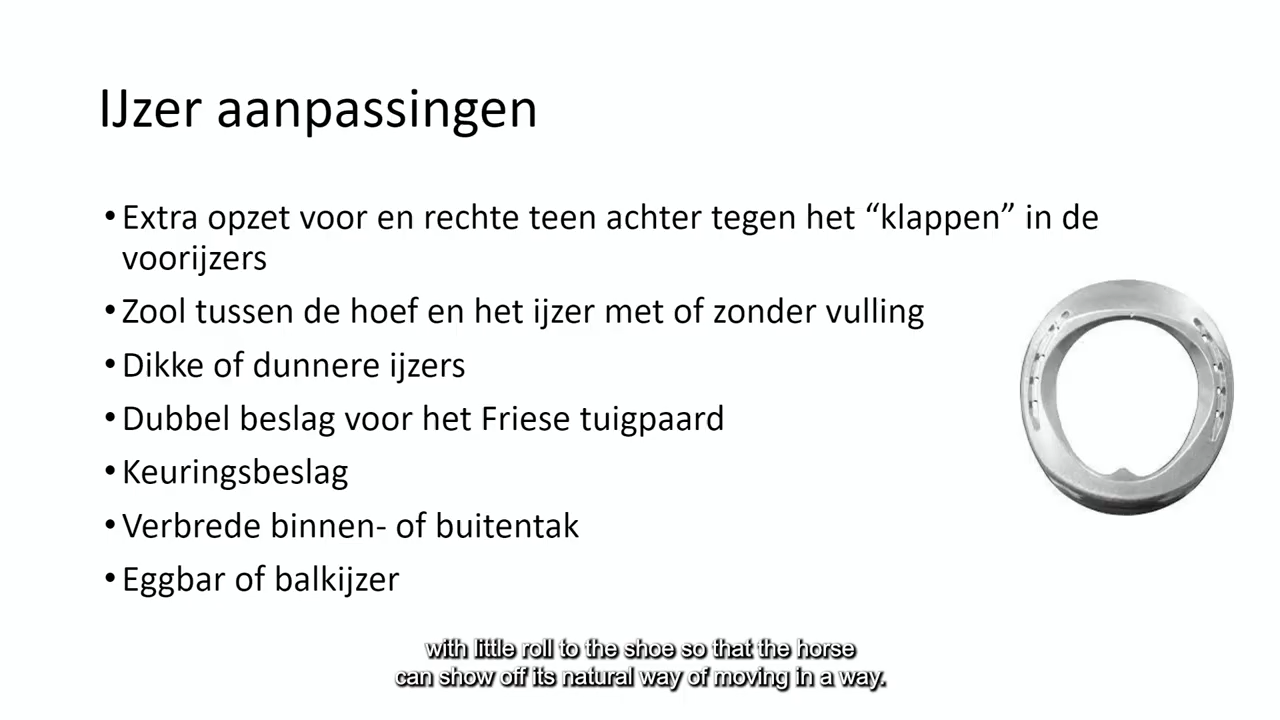 IJzer aanpassingen
• Extra opzet voor en rechte teen achter tegen het “klappen” in de
voorijzers
• Zool tussen de hoef en het ijzer met of zonder vulling
• Dikke of dunnere ijzers
• Dubbel beslag voor het Friese tuigpaard
• Keuringsbeslag
• Verbrede binnen- of buitentak
• Eggbar of balkijzer
with little roll to the shoe so that the horse
can show off its natural way of moving in a way.